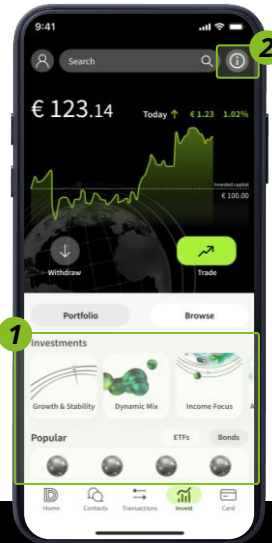 9:41
2
Search
€ 123.14
Today ↑ € 1.23 1.02%
Invested capital
€ 100.00
Withdraw
Trade
Portfolio
Browse
1
Investments
Growth & Stability
Dynamic Mix
Income Focus
A
Popular
ETFs
Bonds
Home
Contacts
Transactions
Invest
Card